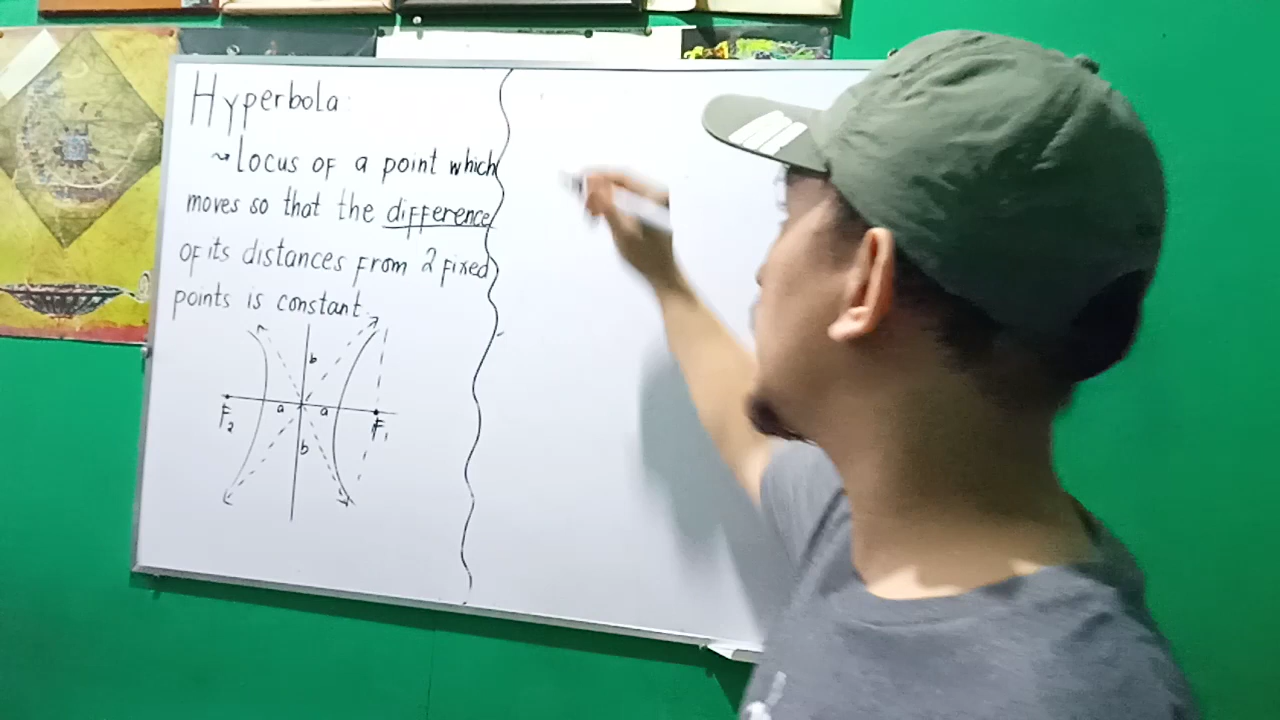 Hyperbola
~Locus of a point which
moves so that the difference
of its distances from 2 fixed
points is constant.
b
F₂ a a F₁
b